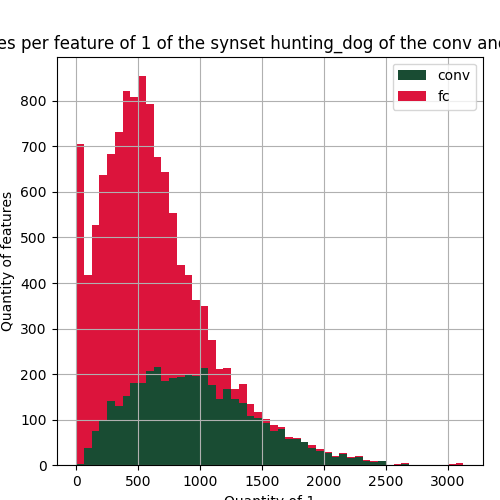 es per feature of 1 of the synset hunting_dog of the conv an
conv
fc
Quantity of features
800
700
600
500
400
300
200
100
0
0 500 1000 1500 2000 2500 3000
Quantity of 1